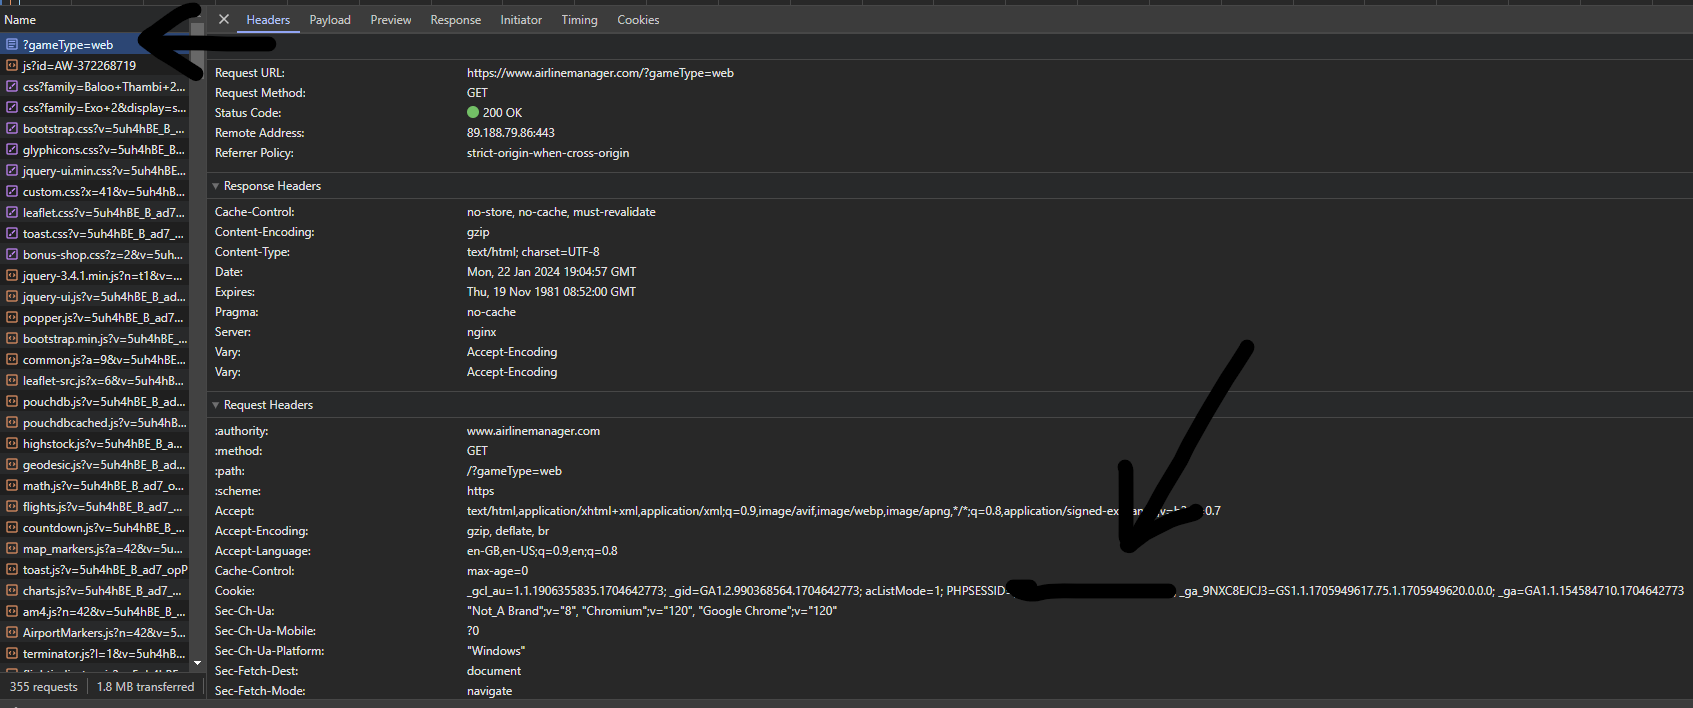 Name
Headers Payload Preview Response Initiator Timing Cookies
?gameType=web
js?id=AW-372268719
css?family=Baloo+Thambi+2...
css?family=Exo+2&display=s...
bootstrap.css?v=5uh4hBE_B_...
glyphicons.css?v=5uh4hBE_B...
jquery-ui.min.css?v=5uh4hBE...
custom.css?x=41&v=5uh4hB...
leaflet.css?v=5uh4hBE_B_ad7...
toast.css?v=5uh4hBE_B_ad7_...
bonus-shop.css?z=2&v=5uh...
jquery-3.4.1.min.js?n=t1&v=...
jquery-ui.js?v=5uh4hBE_B_ad...
popper.js?v=5uh4hBE_B_ad7...
bootstrap.min.js?v=5uh4hBE_...
common.js?a=9&v=5uh4hBE...
leaflet-src.js?x=6&v=5uh4hB...
pouchdb.js?v=5uh4hBE_B_ad...
pouchdbcached.js?v=5uh4hB...
highstock.js?v=5uh4hBE_B_a...
geodesic.js?v=5uh4hBE_B_ad...
math.js?v=5uh4hBE_B_ad7_o...
flights.js?v=5uh4hBE_B_ad7_...
countdown.js?v=5uh4hBE_B_...
map_markers.js?a=42&v=5u...
toast.js?v=5uh4hBE_B_ad7_opP
charts.js?v=5uh4hBE_B_ad7...
am4.js?n=42&v=5uh4hBE_B...
AirportMarkers.js?n=42&v=5...
terminator.js?l=1&v=5uh4hB...
355 requests 1.8 MB transferred
Request URL: https://www.airlinemanager.com/?gameType=web
Request Method: GET
Status Code: 200 OK
Remote Address: 89.188.79.86:443
Referrer Policy: strict-origin-when-cross-origin
Response Headers
Cache-Control: no-store, no-cache, must-revalidate
Content-Encoding: gzip
Content-Type: text/html; charset=UTF-8
Date: Mon, 22 Jan 2024 19:04:57 GMT
Expires: Thu, 19 Nov 1981 08:52:00 GMT
Pragma: no-cache
Server: nginx
Vary: Accept-Encoding
Vary: Accept-Encoding
Request Headers
:authority: www.airlinemanager.com
:method: GET
:path: /?gameType=web
:scheme: https
Accept: text/html,application/xhtml+xml,application/xml;q=0.9,image/avif,image/webp,image/apng,*/*;q=0.8,application/signed-ex 0.7
Accept-Encoding: gzip, deflate, br
Accept-Language: en-GB,en-US;q=0.9,en;q=0.8
Cache-Control: max-age=0
Cookie: _gcl_au=1.1.1906355835.1704642773; _gid=GA1.2.990368564.1704642773; acListMode=1; PHPSESSID= ; _ga_9NXC8EJCJ3=GS1.1.1705949617.75.1.1705949620.0.0.0; _ga=GA1.1.154584710.1704642773
Sec-Ch-Ua: "Not_A Brand";v="8", "Chromium";v="120", "Google Chrome";v="120"
Sec-Ch-Ua-Mobile: ?0
Sec-Ch-Ua-Platform: "Windows"
Sec-Fetch-Dest: document
Sec-Fetch-Mode: navigate